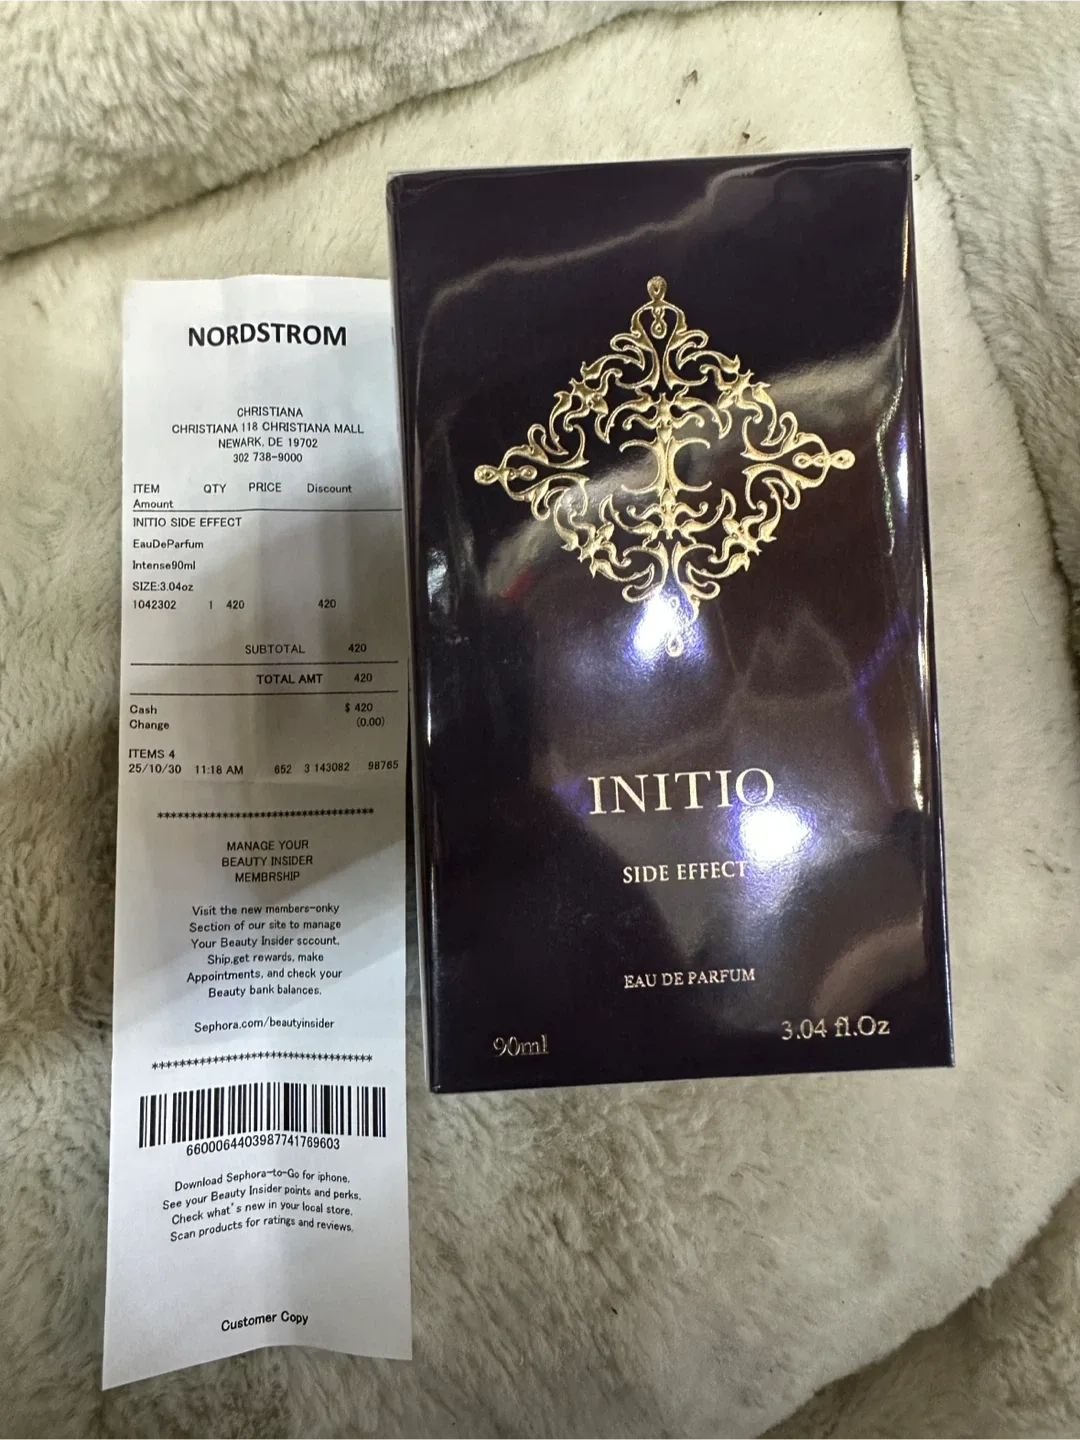 NORDSTROM
CHRISTIANA
CHRISTIANA 118 CHRISTIANA MALL
NEWARK, DE 19702
302 738-9000
ITEM QTY PRICE Discount
Amount
INITIO SIDE EFFECT
EauDeParfum
Intense90ml
SIZE:3.04oz
1042302 1 420 420
SUBTOTAL 420
TOTAL AMT 420
Cash $ 420
Change (0.00)
ITEMS 4
25/10/30 11:18 AM 652 3 143082 98765
***********************************
MANAGE YOUR
BEAUTY INSIDER
MEMBRSHIP
Visit the new members-onky
Section of our site to manage
Your Beauty Insider sccount.
Ship,get rewards, make
Appointments, and check your
Beauty bank balances.
Sephora.com/beautyinsider
***********************************
6600064403987741769603
Download Sephora-to-Go for iphone.
See your Beauty Insider points and perks.
Check what's new in your local store.
Scan products for ratings and reviews.
Customer Copy
INITIO
SIDE EFFECT
EAU DE PARFUM
90ml 3.04 fl.Oz